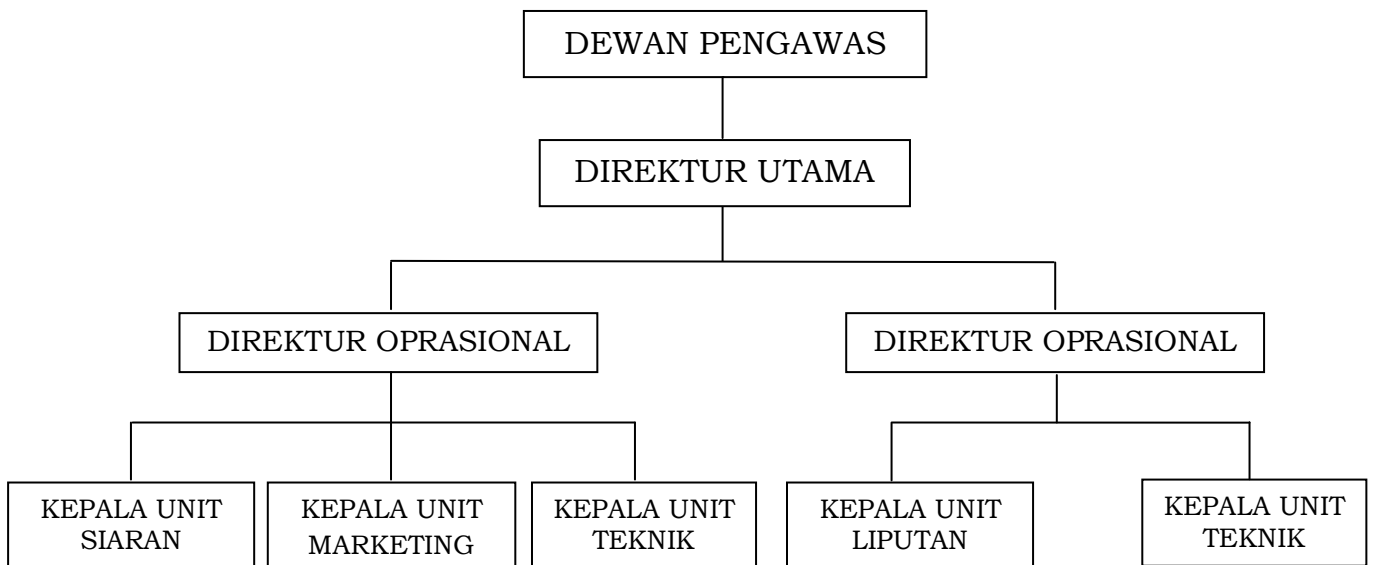 DEWAN PENGAWAS
DIREKTUR UTAMA
DIREKTUR OPRASIONAL
DIREKTUR OPRASIONAL
KEPALA UNIT
SIARAN
KEPALA UNIT
MARKETING
KEPALA UNIT
TEKNIK
KEPALA UNIT
LIPUTAN
KEPALA UNIT
TEKNIK